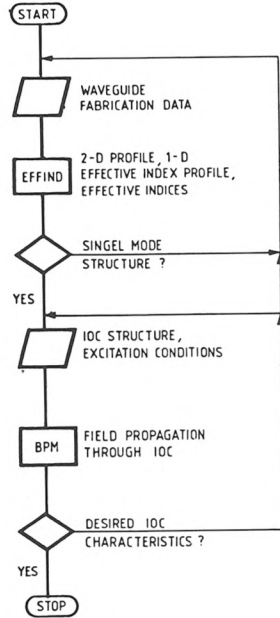 START
WAVEGUIDE
FABRICATION DATA
EFFIND
2-D PROFILE, 1-D
EFFECTIVE INDEX PROFILE,
EFFECTIVE INDICES
SINGEL MODE
STRUCTURE ?
YES
IOC STRUCTURE,
EXCITATION CONDITIONS
BPM
FIELD PROPAGATION
THROUGH IOC
DESIRED IOC
CHARACTERISTICS ?
YES
STOP